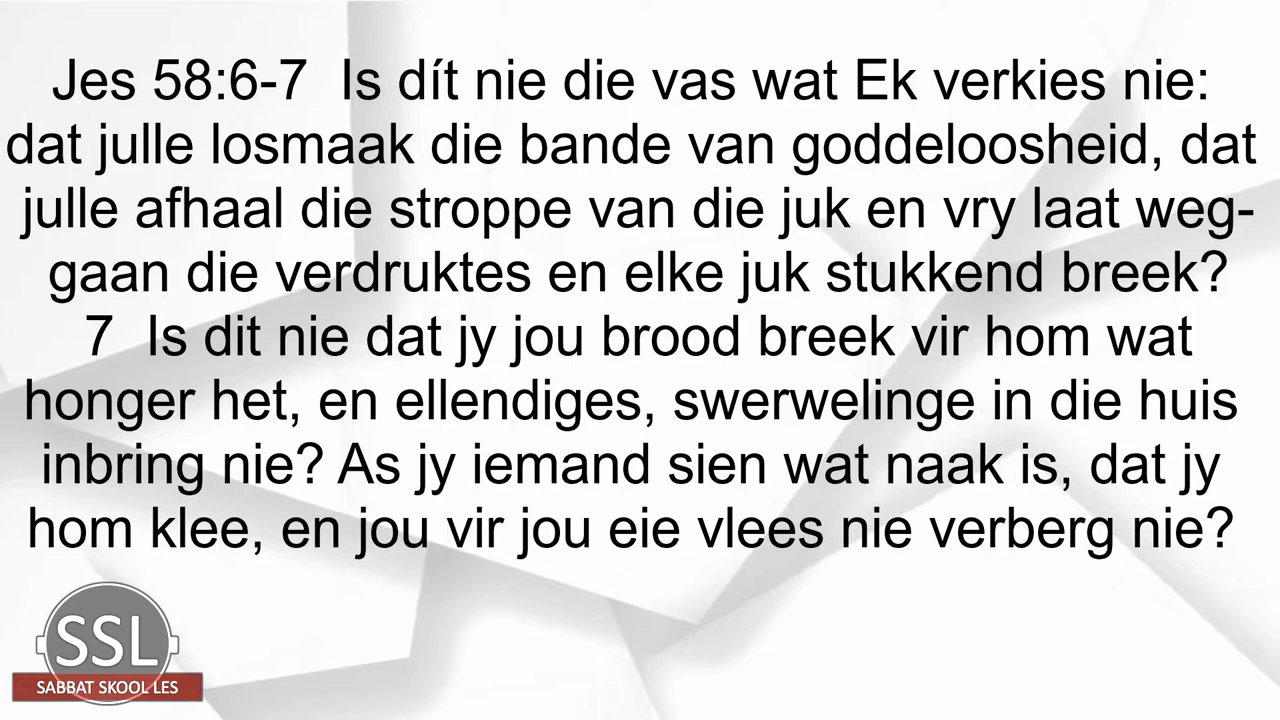 Jes 58:6-7  Is dít nie die vas wat Ek verkies nie:
dat julle losmaak die bande van goddeloosheid, dat
julle afhaal die stroppe van die juk en vry laat weg-
gaan die verdruktes en elke juk stukkend breek?
7  Is dit nie dat jy jou brood breek vir hom wat
honger het, en ellendiges, swerwelinge in die huis
inbring nie? As jy iemand sien wat naak is, dat jy
hom klee, en jou vir jou eie vlees nie verberg nie?
SSL
SABBAT SKOOL LES